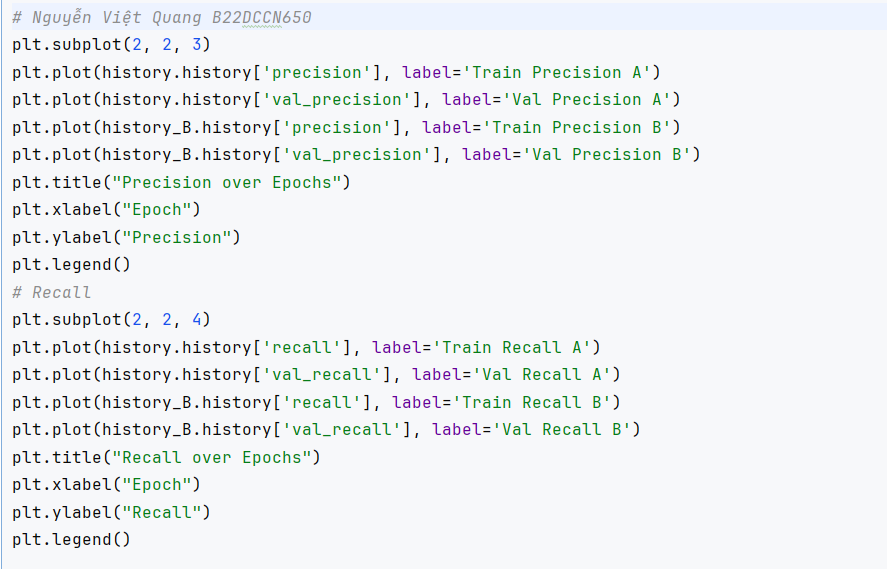 # Nguyễn Việt Quang B22DCCN650
plt.subplot(2, 2, 3)
plt.plot(history.history['precision'], label='Train Precision A')
plt.plot(history.history['val_precision'], label='Val Precision A')
plt.plot(history_B.history['precision'], label='Train Precision B')
plt.plot(history_B.history['val_precision'], label='Val Precision B')
plt.title("Precision over Epochs")
plt.xlabel("Epoch")
plt.ylabel("Precision")
plt.legend()
# Recall
plt.subplot(2, 2, 4)
plt.plot(history.history['recall'], label='Train Recall A')
plt.plot(history.history['val_recall'], label='Val Recall A')
plt.plot(history_B.history['recall'], label='Train Recall B')
plt.plot(history_B.history['val_recall'], label='Val Recall B')
plt.title("Recall over Epochs")
plt.xlabel("Epoch")
plt.ylabel("Recall")
plt.legend()